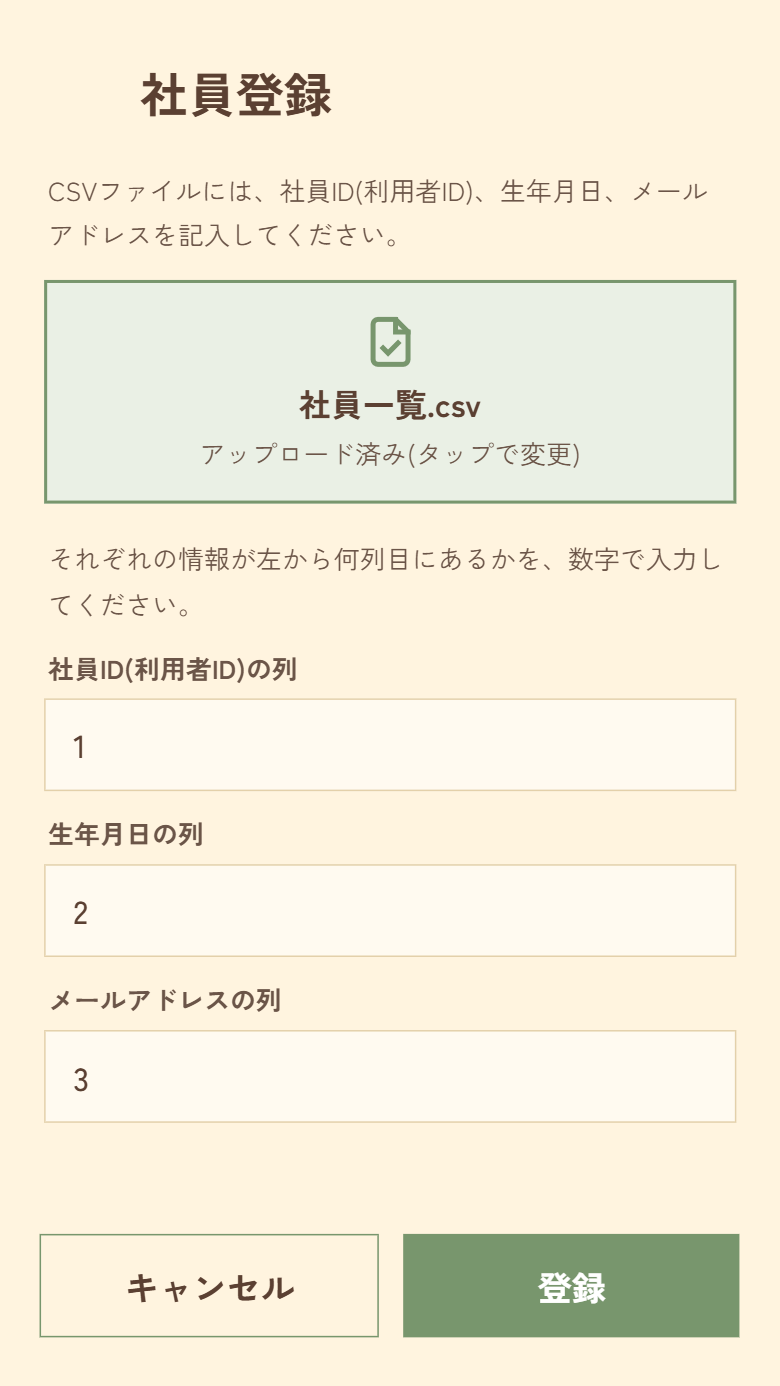 社員登録
CSVファイルには、社員ID(利用者ID)、生年月日、メール
アドレスを記入してください。
社員一覧.csv
アップロード済み(タップで変更)
それぞれの情報が左から何列目にあるかを、数字で入力し
てください。
社員ID(利用者ID)の列
1
生年月日の列
2
メールアドレスの列
3
キャンセル
登録